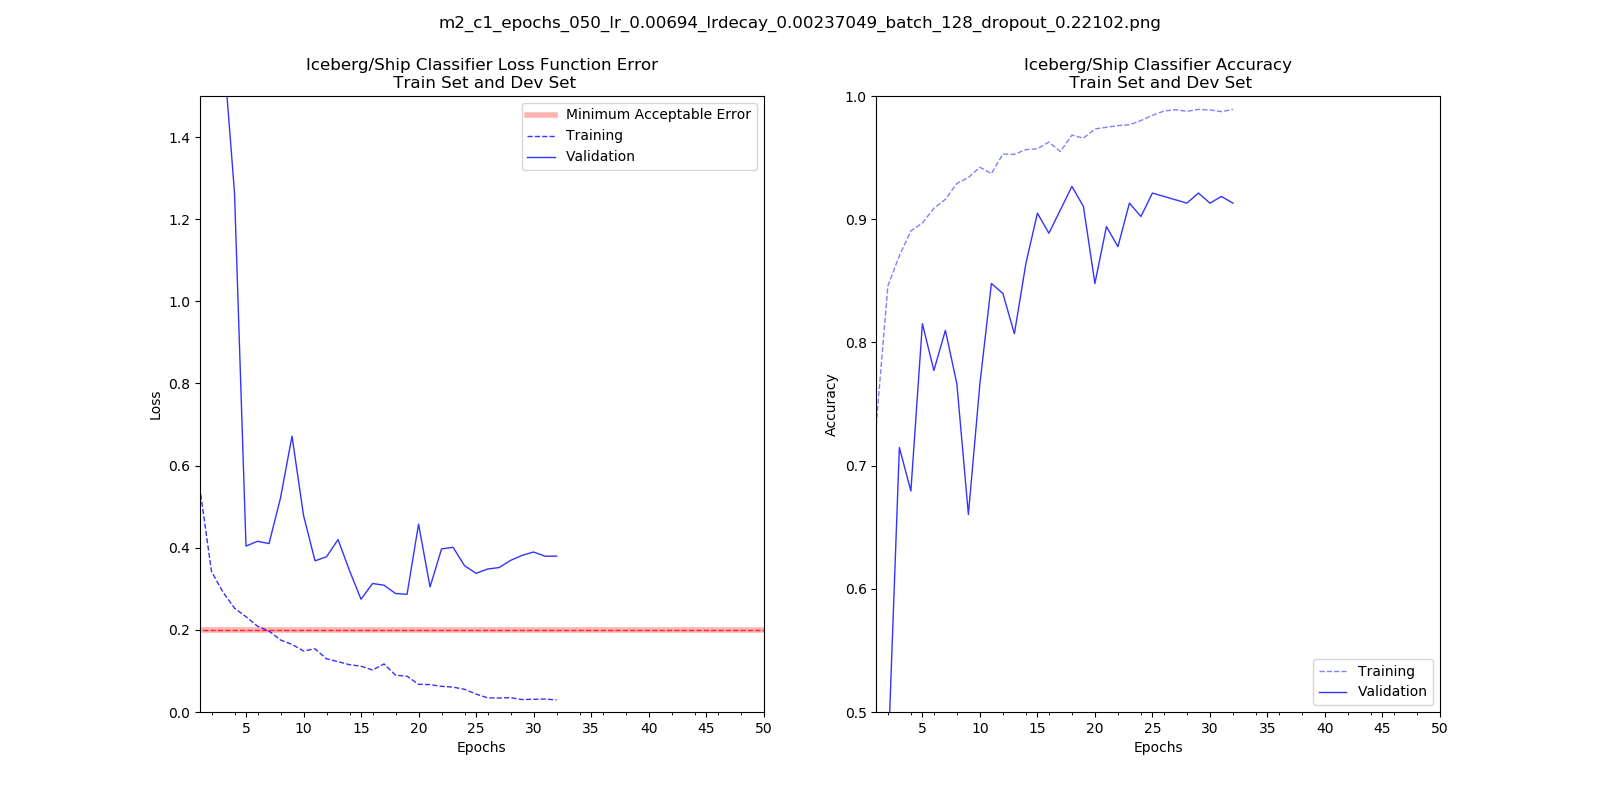 m2_c1_epochs_050_lr_0.00694_lrdecay_0.00237049_batch_128_dropout_0.22102.png
Iceberg/Ship Classifier Loss Function Error
Train Set and Dev Set
Minimum Acceptable Error
Training
Validation
1.4
1.2
1.0
0.8
0.6
0.4
0.2
0.0
Loss
5 10 15 20 25 30 35 40 45 50
Epochs
Iceberg/Ship Classifier Accuracy
Train Set and Dev Set
1.0
0.9
0.8
0.7
0.6
0.5
Accuracy
Training
Validation
5 10 15 20 25 30 35 40 45 50
Epochs